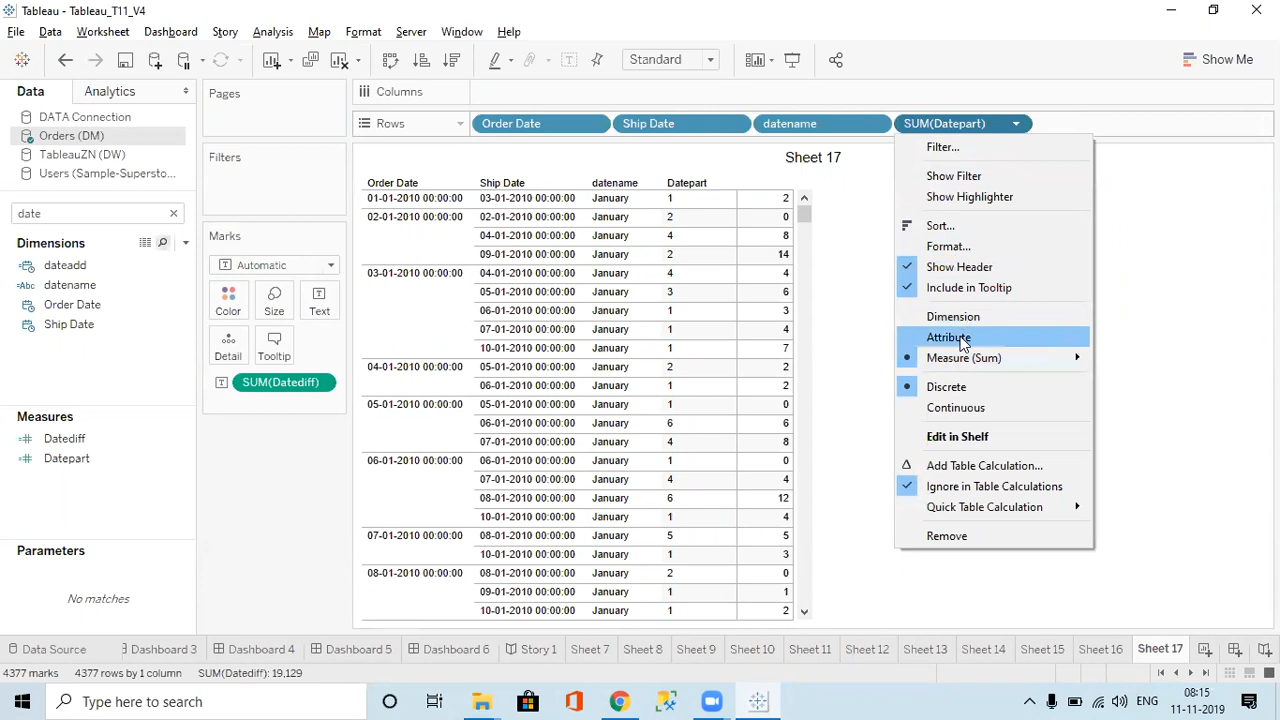 Tableau - Tableau_T11_V4
File Data Worksheet Dashboard Story Analysis Map Format Server Window Help
Standard
Show Me
Data Analytics
DATA Connection
Orders (DM)
TableauZN (DW)
Users (Sample-Supersto...
date
Dimensions
dateadd
Abc datename
Order Date
Ship Date
Measures
Datediff
Datepart
Parameters
No matches
Pages
Filters
Marks
Automatic
Color Size Text
Detail Tooltip
SUM(Datediff)
Columns
Rows Order Date Ship Date datename SUM(Datepart)
Sheet 17
Order Date Ship Date datename Datepart
01-01-2010 00:00:00 03-01-2010 00:00:00 January 1 2
02-01-2010 00:00:00 02-01-2010 00:00:00 January 2 0
04-01-2010 00:00:00 January 4 8
09-01-2010 00:00:00 January 2 14
03-01-2010 00:00:00 04-01-2010 00:00:00 January 4 4
05-01-2010 00:00:00 January 3 6
06-01-2010 00:00:00 January 1 3
07-01-2010 00:00:00 January 1 4
10-01-2010 00:00:00 January 1 7
04-01-2010 00:00:00 05-01-2010 00:00:00 January 2 2
06-01-2010 00:00:00 January 1 2
05-01-2010 00:00:00 05-01-2010 00:00:00 January 1 0
06-01-2010 00:00:00 January 6 6
07-01-2010 00:00:00 January 4 8
06-01-2010 00:00:00 06-01-2010 00:00:00 January 1 0
07-01-2010 00:00:00 January 4 4
08-01-2010 00:00:00 January 6 12
10-01-2010 00:00:00 January 1 4
07-01-2010 00:00:00 08-01-2010 00:00:00 January 5 5
10-01-2010 00:00:00 January 1 3
08-01-2010 00:00:00 08-01-2010 00:00:00 January 2 0
09-01-2010 00:00:00 January 1 1
10-01-2010 00:00:00 January 1 2
Filter...
Show Filter
Show Highlighter
Sort...
Format...
Show Header
Include in Tooltip
Dimension
Attribute
Measure (Sum)
Discrete
Continuous
Edit in Shelf
Add Table Calculation...
Ignore in Table Calculations
Quick Table Calculation
Remove
Data Source Dashboard 3 Dashboard 4 Dashboard 5 Dashboard 6 Story 1 Sheet 7 Sheet 8 Sheet 9 Sheet 10 Sheet 11 Sheet 12 Sheet 13 Sheet 14 Sheet 15 Sheet 16 Sheet 17
4377 marks 4377 rows by 1 column SUM(Datediff): 19,129
Type here to search
ENG
08:15
11-11-2019